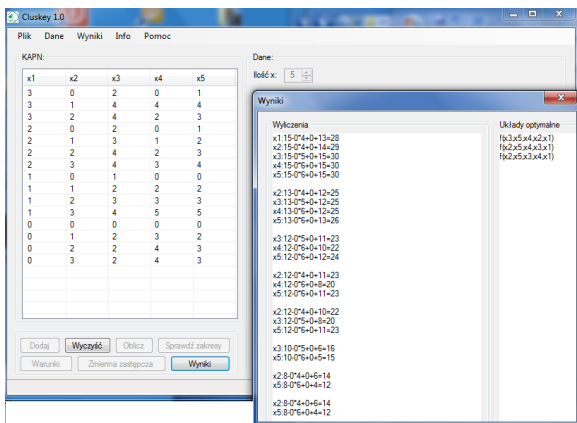 Cluskey 1.0
Plik Dane Wyniki Info Pomoc
KAPN:
x1 x2 x3 x4 x5
3 0 2 0 1
3 1 4 4 4
3 2 4 2 3
2 0 2 0 1
2 1 3 1 2
2 2 4 2 3
2 3 4 3 4
1 0 1 0 0
1 1 2 2 2
1 2 3 3 3
1 3 4 5 5
0 0 0 0 0
0 1 2 3 2
0 2 2 4 3
0 3 2 4 3
Dodaj Wyczyść Oblicz Sprawdź zakresy
Warunki Zmienna zastępcza Wyniki
Dane:
Ilość x: 5
Wyniki
Wyliczenia
x1:15-0*4+0+13=28
x2:15-0*4+0+14=29
x3:15-0*5+0+15=30
x4:15-0*6+0+15=30
x5:15-0*6+0+15=30
x2:13-0*4+0+12=25
x3:13-0*5+0+12=25
x4:13-0*6+0+12=25
x5:13-0*6+0+13=26
x3:12-0*5+0+11=23
x4:12-0*6+0+10=22
x5:12-0*6+0+12=24
x2:12-0*4+0+11=23
x4:12-0*6+0+8=20
x5:12-0*6+0+11=23
x2:12-0*4+0+10=22
x3:12-0*5+0+8=20
x5:12-0*6+0+11=23
x3:10-0*5+0+6=16
x5:10-0*6+0+5=15
x2:8-0*4+0+6=14
x5:8-0*6+0+4=12
x2:8-0*4+0+6=14
x5:8-0*6+0+4=12
Układy optymalne
f(x3,x5,x4,x2,x1)
f(x2,x5,x4,x3,x1)
f(x2,x5,x3,x4,x1)